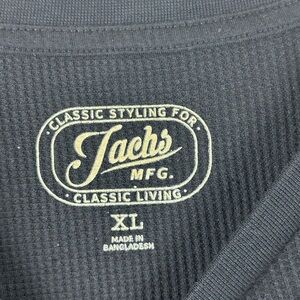 • CLASSIC STYLING FOR •
Jachs
MFG.
• CLASSIC LIVING •
XL
MADE IN
BANGLADESH